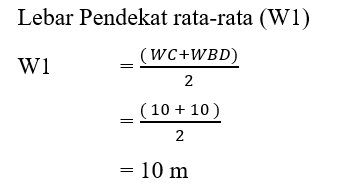 Lebar Pendekat rata-rata (W1)
W1 = (WC+WBD)/2
= (10 + 10)/2
= 10 m